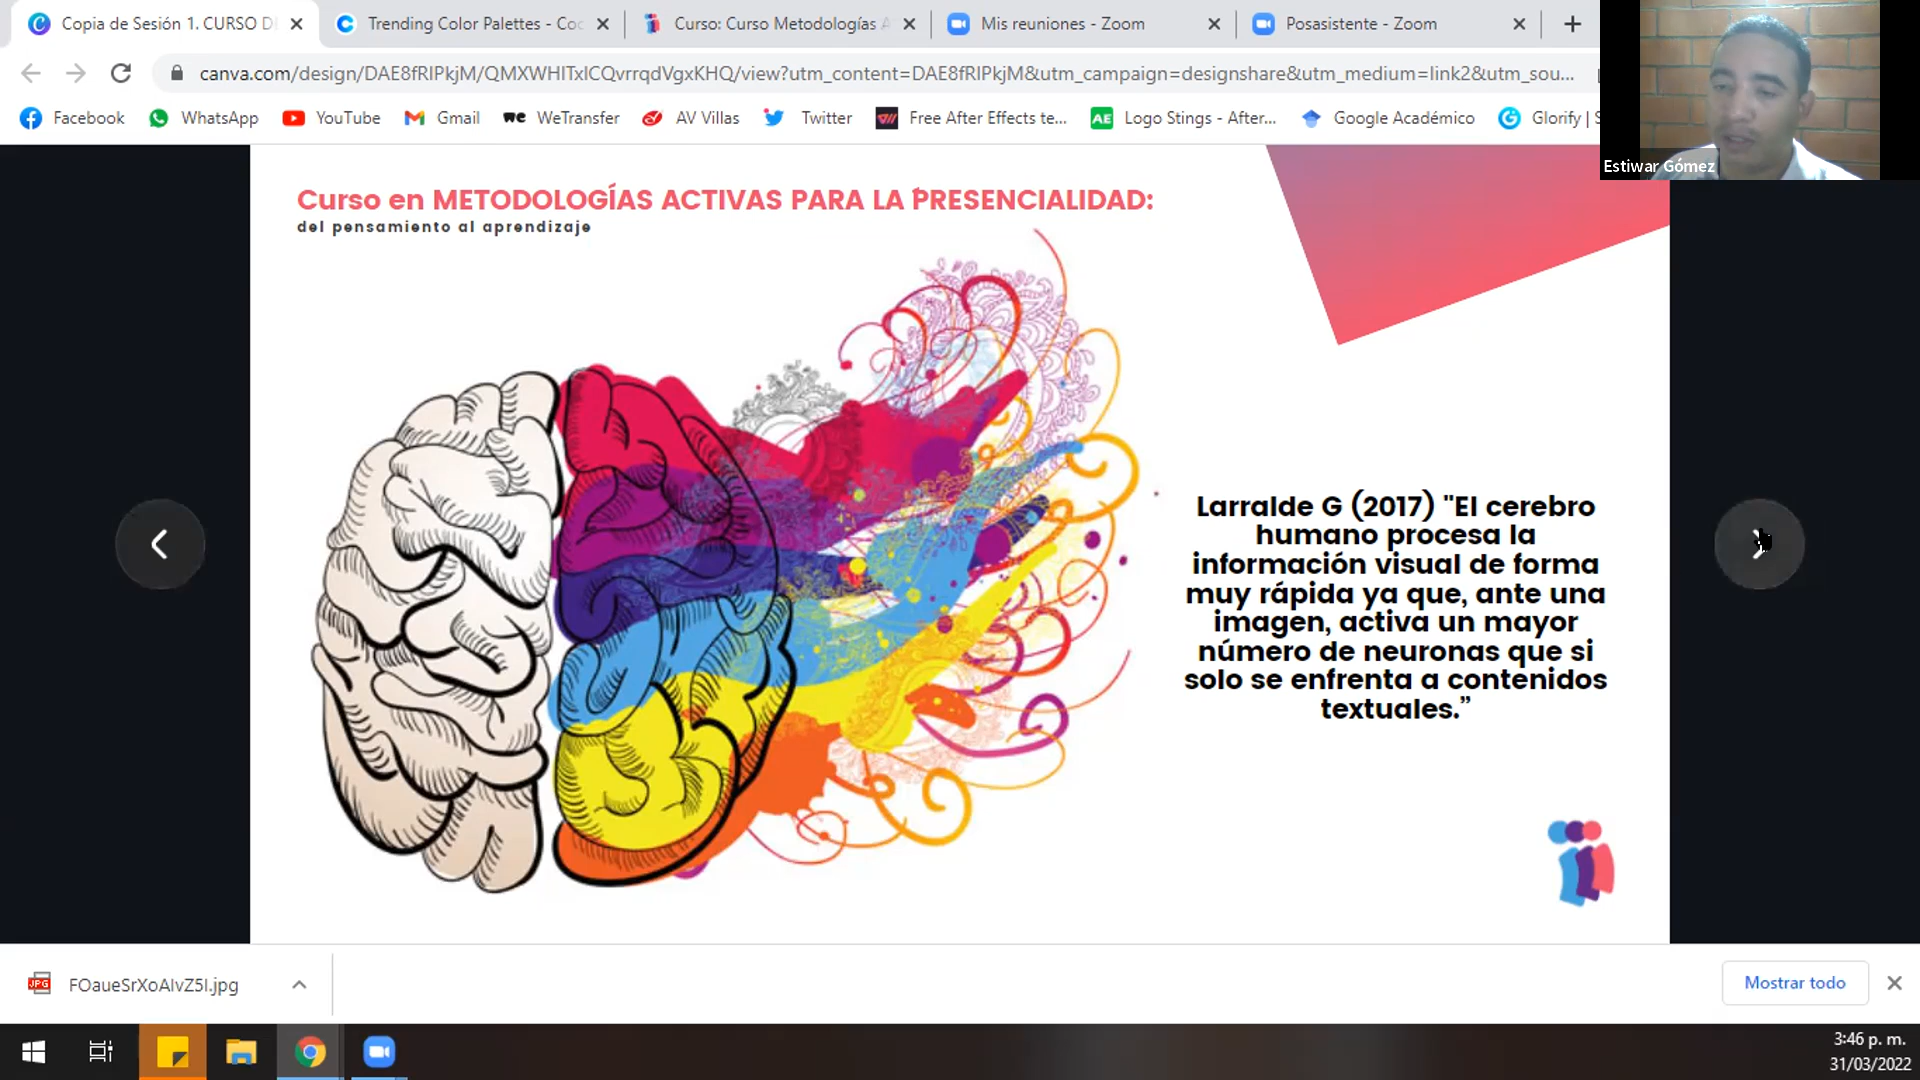 Copia de Sesión 1. CURSO D
Trending Color Palettes - Coo
Curso: Curso Metodologías A
Mis reuniones - Zoom
Posasistente - Zoom
canva.com/design/DAE8fRIPkjM/QMXWHITxICQvrrqdVgxKHQ/view?utm_content=DAE8fRIPkjM&utm_campaign=designshare&utm_medium=link2&utm_sou...
Facebook
WhatsApp
YouTube
Gmail
WeTransfer
AV Villas
Twitter
Free After Effects te...
Logo Stings - After...
Google Académico
Glorify | S
Estiwar Gómez
Curso en METODOLOGÍAS ACTIVAS PARA LA PRESENCIALIDAD:
del pensamiento al aprendizaje
Larralde G (2017) "El cerebro
humano procesa la
información visual de forma
muy rápida ya que, ante una
imagen, activa un mayor
número de neuronas que si
solo se enfrenta a contenidos
textuales.”
JPG
FOaueSrXoAIvZ5I.jpg
Mostrar todo
3:46 p. m.
31/03/2022